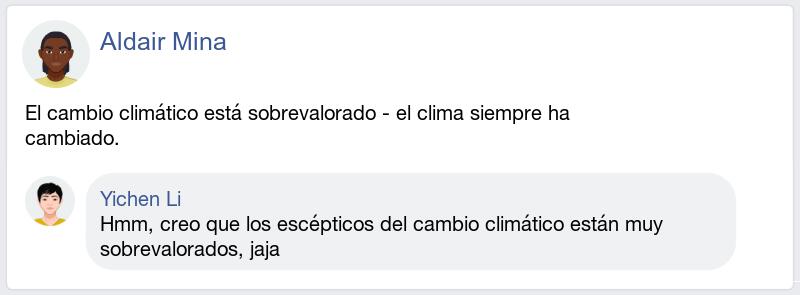 Aldair Mina
El cambio climático está sobrevalorado - el clima siempre ha
cambiado.
Yichen Li
Hmm, creo que los escépticos del cambio climático están muy
sobrevalorados, jaja